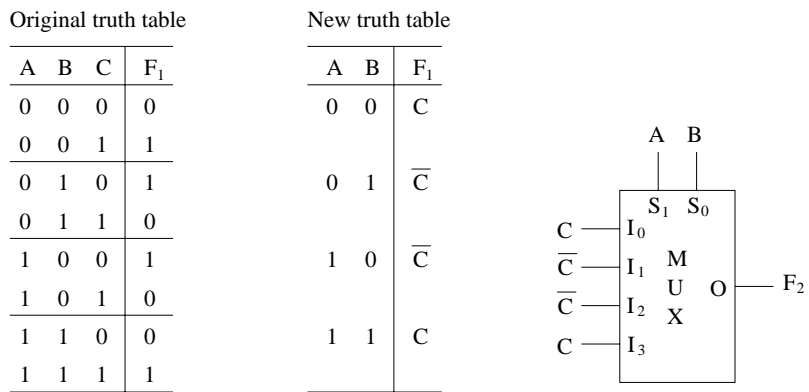 Original truth table
A B C F₁
0 0 0 0
0 0 1 1
0 1 0 1
0 1 1 0
1 0 0 1
1 0 1 0
1 1 0 0
1 1 1 1
New truth table
A B F₁
0 0 C
0 1 C̅
1 0 C̅
1 1 C
A B
S₁ S₀
C I₀
C̅ I₁
C̅ I₂
C I₃
M
U
X
O F₂